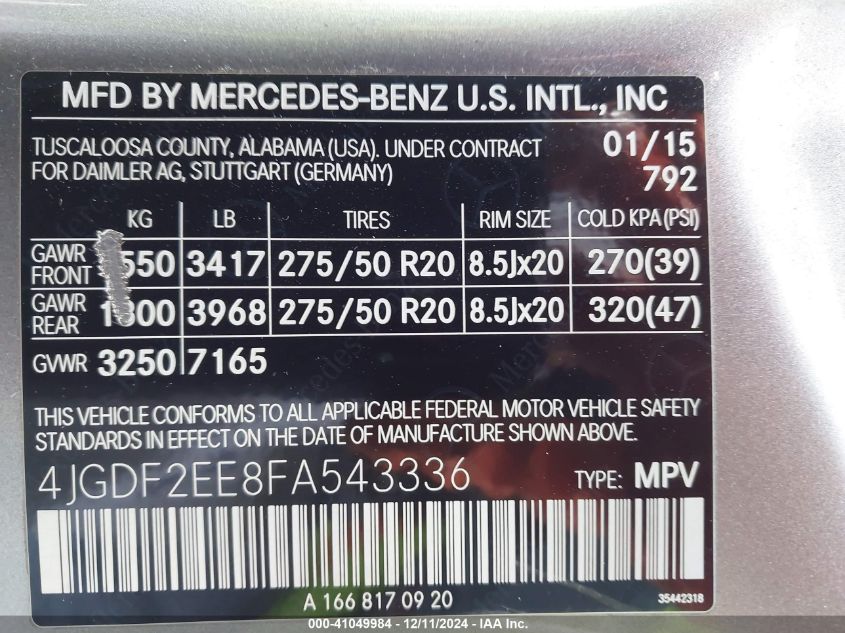 MFD BY MERCEDES-BENZ U.S. INTL., INC
TUSCALOOSA COUNTY, ALABAMA (USA). UNDER CONTRACT 01/15
FOR DAIMLER AG, STUTTGART (GERMANY) 792
KG LB TIRES RIM SIZE COLD KPA(PSI)
GAWR FRONT 550 3417 275/50 R20 8.5Jx20 270(39)
GAWR REAR 1800 3968 275/50 R20 8.5Jx20 320(47)
GVWR 3250 7165
THIS VEHICLE CONFORMS TO ALL APPLICABLE FEDERAL MOTOR VEHICLE SAFETY
STANDARDS IN EFFECT ON THE DATE OF MANUFACTURE SHOWN ABOVE.
4JGDF2EE8FA543336 TYPE: MPV
A 166 817 09 20 35442318
000-41049984 - 12/11/2024 - IAA Inc.